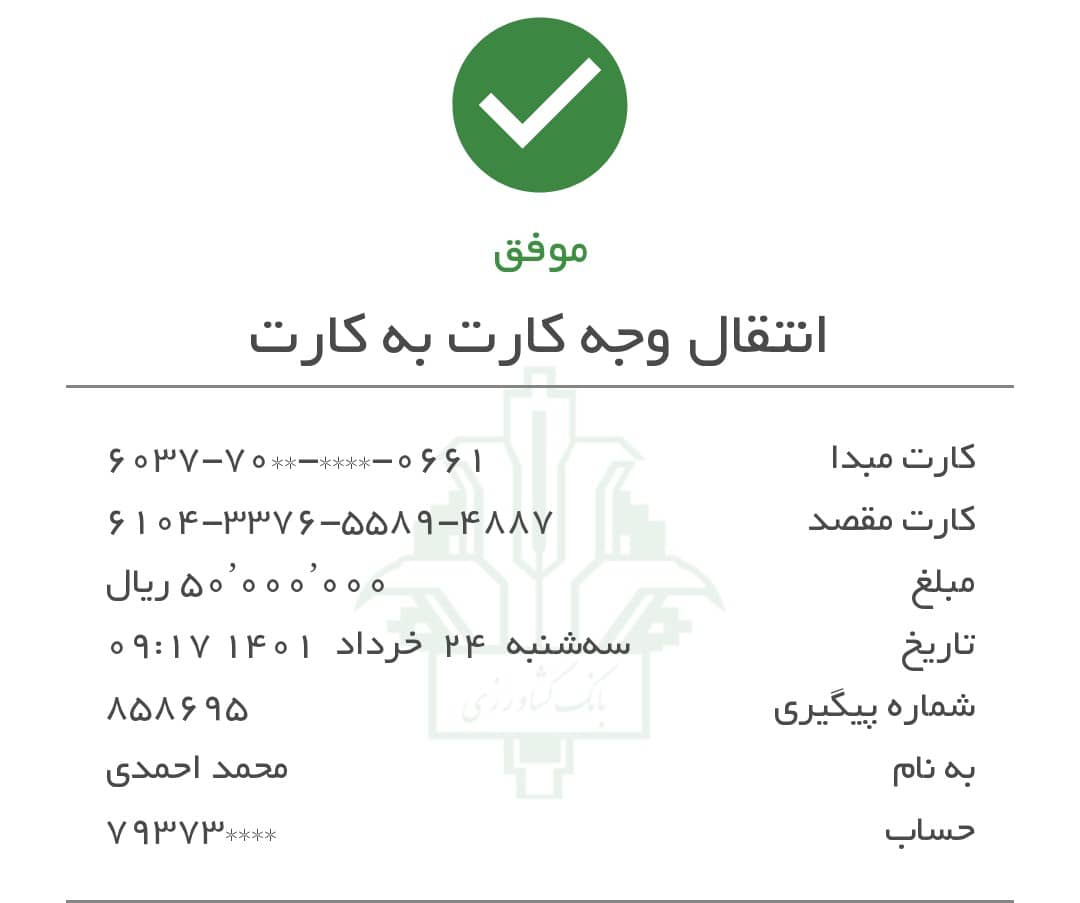 موفق
انتقال وجه کارت به کارت
کارت مبدا ۶۰۳۷-۷۰**-****-۰۶۶۱
کارت مقصد ۶۱۰۴-۳۳۷۶-۵۵۸۹-۴۸۸۷
مبلغ ۵۰٬۰۰۰٬۰۰۰ ریال
تاریخ سه‌شنبه ۲۴ خرداد ۱۴۰۱ ۰۹:۱۷
شماره پیگیری ۸۵۸۶۹۵
به نام محمد احمدی
حساب ۷۹۳۷۳****
بانک کشاورزی